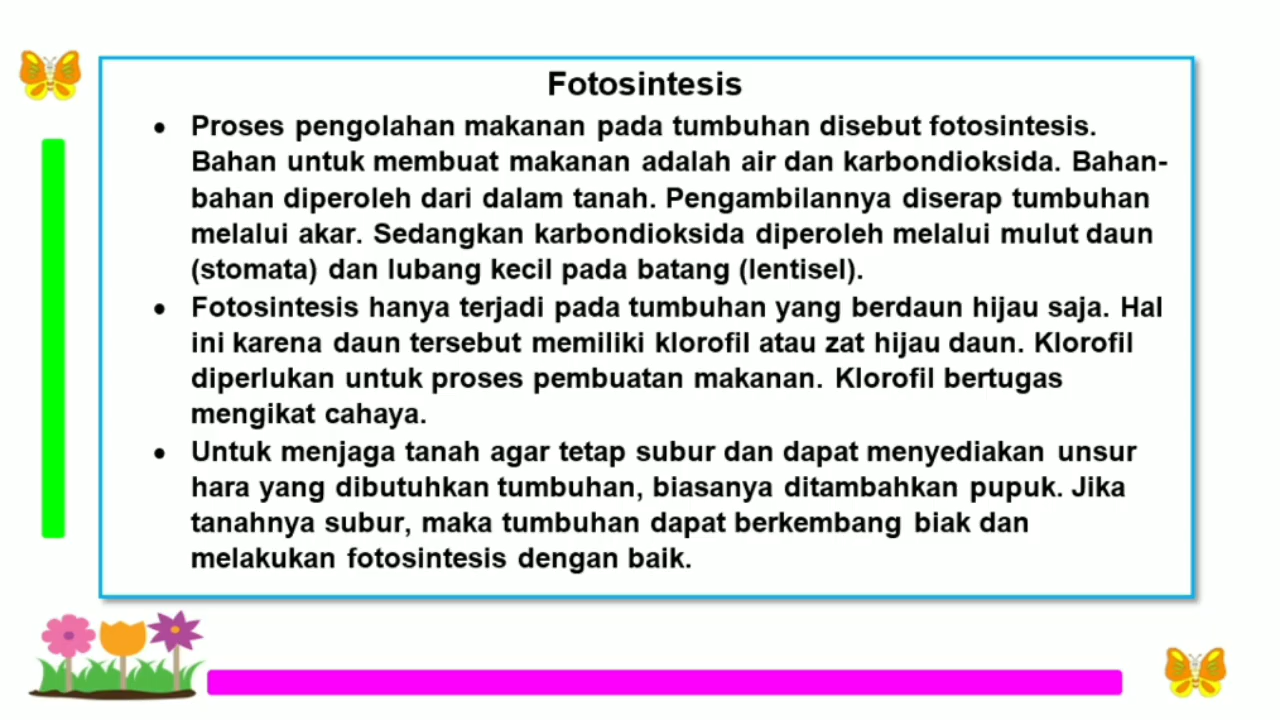 Fotosintesis
• Proses pengolahan makanan pada tumbuhan disebut fotosintesis.
Bahan untuk membuat makanan adalah air dan karbondioksida. Bahan-
bahan diperoleh dari dalam tanah. Pengambilannya diserap tumbuhan
melalui akar. Sedangkan karbondioksida diperoleh melalui mulut daun
(stomata) dan lubang kecil pada batang (lentisel).
• Fotosintesis hanya terjadi pada tumbuhan yang berdaun hijau saja. Hal
ini karena daun tersebut memiliki klorofil atau zat hijau daun. Klorofil
diperlukan untuk proses pembuatan makanan. Klorofil bertugas
mengikat cahaya.
• Untuk menjaga tanah agar tetap subur dan dapat menyediakan unsur
hara yang dibutuhkan tumbuhan, biasanya ditambahkan pupuk. Jika
tanahnya subur, maka tumbuhan dapat berkembang biak dan
melakukan fotosintesis dengan baik.